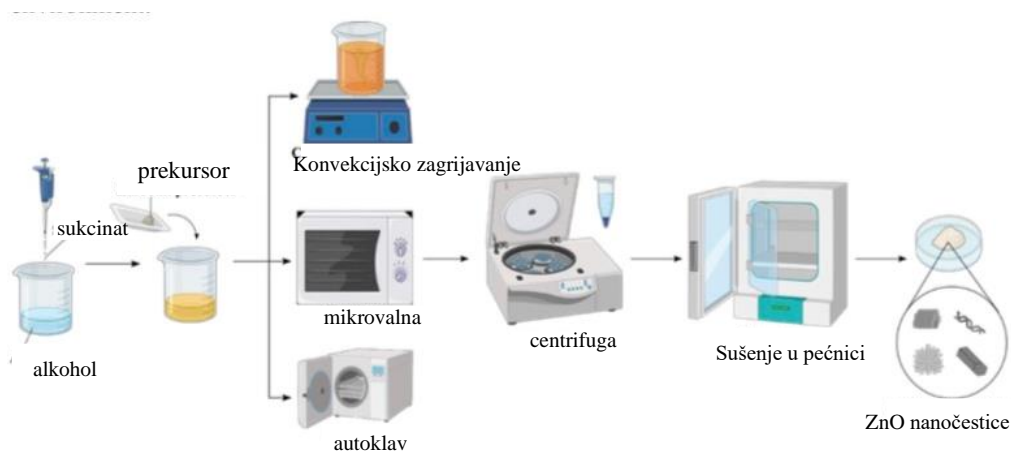 prekursor
sukcinat
alkohol
Konvekcijsko zagrijavanje
mikrovalna
autoklav
centrifuga
Sušenje u pećnici
ZnO nanočestice